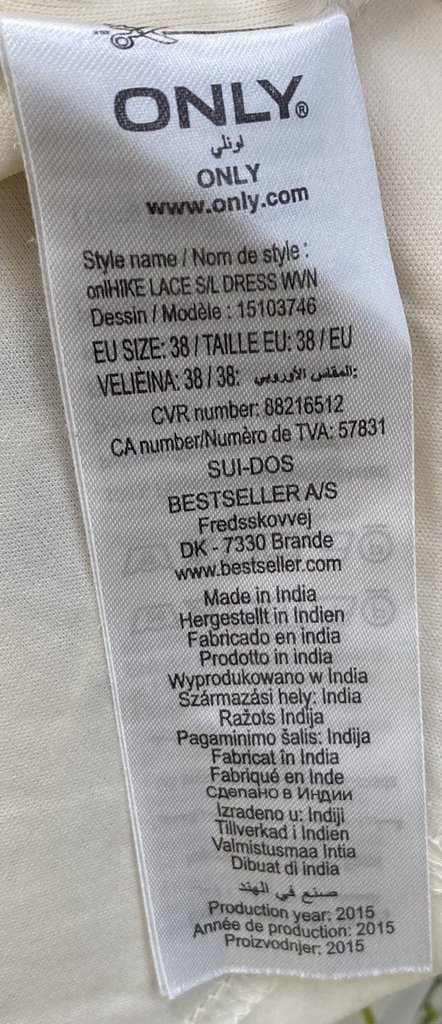 ONLY®
لونلي
ONLY
www.only.com
Style name / Nom de style :
onlHIKE LACE S/L DRESS WVN
Dessin / Modèle : 15103746
EU SIZE: 38 / TAILLE EU: 38 / EU
VELIĖINA: 38 / 38: المقاس الأوروبي:
CVR number: 88216512
CA number/Numèro de TVA: 57831
SUI-DOS
BESTSELLER A/S
Fredsskovvej
DK - 7330 Brande
www.bestseller.com
Made in India
Hergestellt in Indien
Fabricado en india
Prodotto in india
Wyprodukowano w India
Származási hely: India
Ražots Indija
Pagaminimo šalis: Indija
Fabricat în India
Fabriqué en Inde
Сделано в Индии
Izradeno u: Indiji
Tillverkad i Indien
Valmistusmaa Intia
Dibuat di india
صنع في الهند
Production year: 2015
Année de production: 2015
Proizvodnjer: 2015